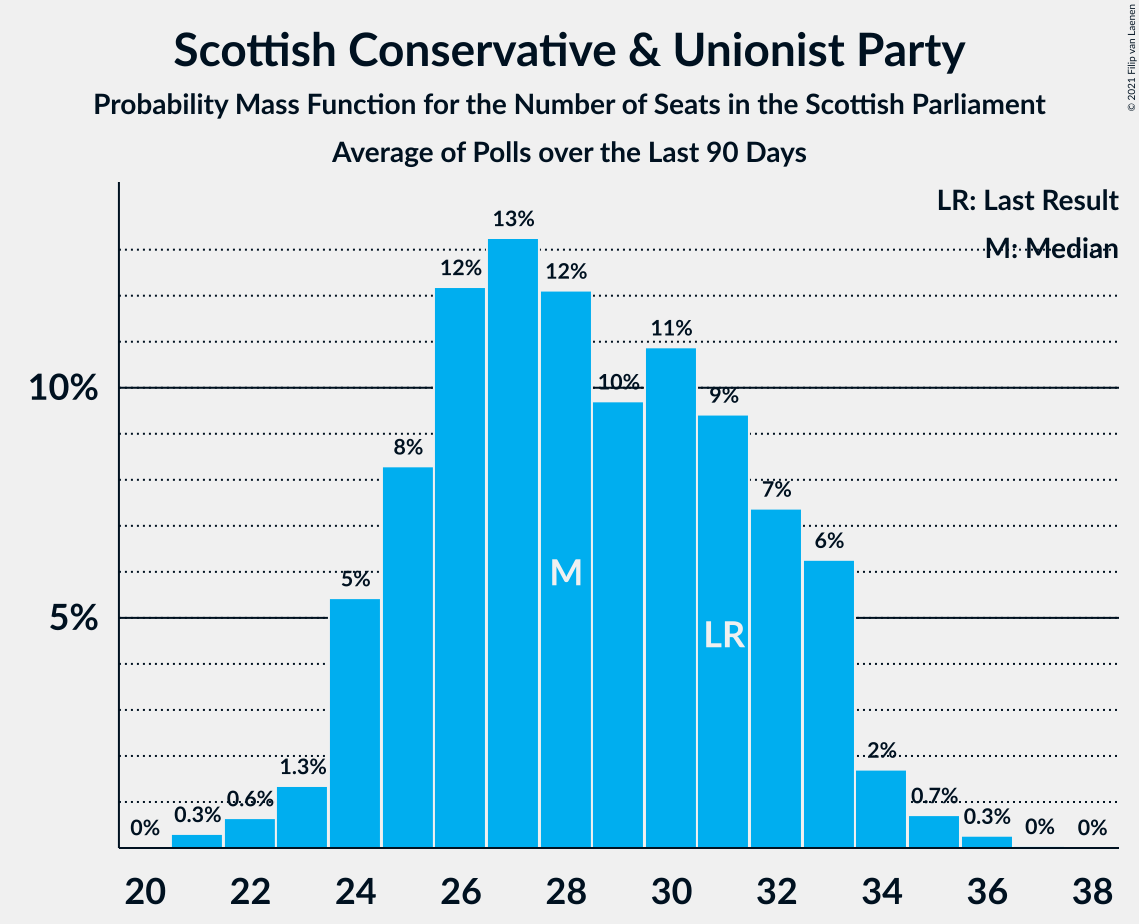 Scottish Conservative & Unionist Party
Probability Mass Function for the Number of Seats in the Scottish Parliament
Average of Polls over the Last 90 Days
© 2021 Filip van Laenen
LR: Last Result
M: Median
10%
5%
0%
0.3%
0.6%
1.3%
5%
8%
12%
13%
12%
10%
11%
9%
7%
6%
2%
0.7%
0.3%
0%
0%
M
LR
20 22 24 26 28 30 32 34 36 38